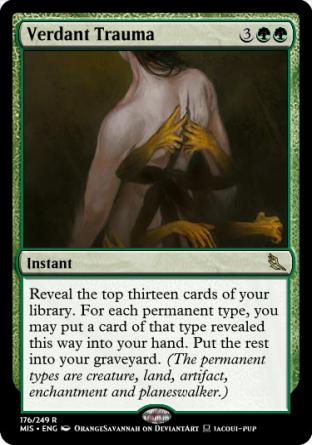 Verdant Trauma 3
Instant
Reveal the top thirteen cards of your
library. For each permanent type, you
may put a card of that type revealed
this way into your hand. Put the rest
into your graveyard. (The permanent
types are creature, land, artifact,
enchantment and planeswalker.)
176/249 R
MIS • ENG OrangeSavannah on DeviantArt iacoui-pup